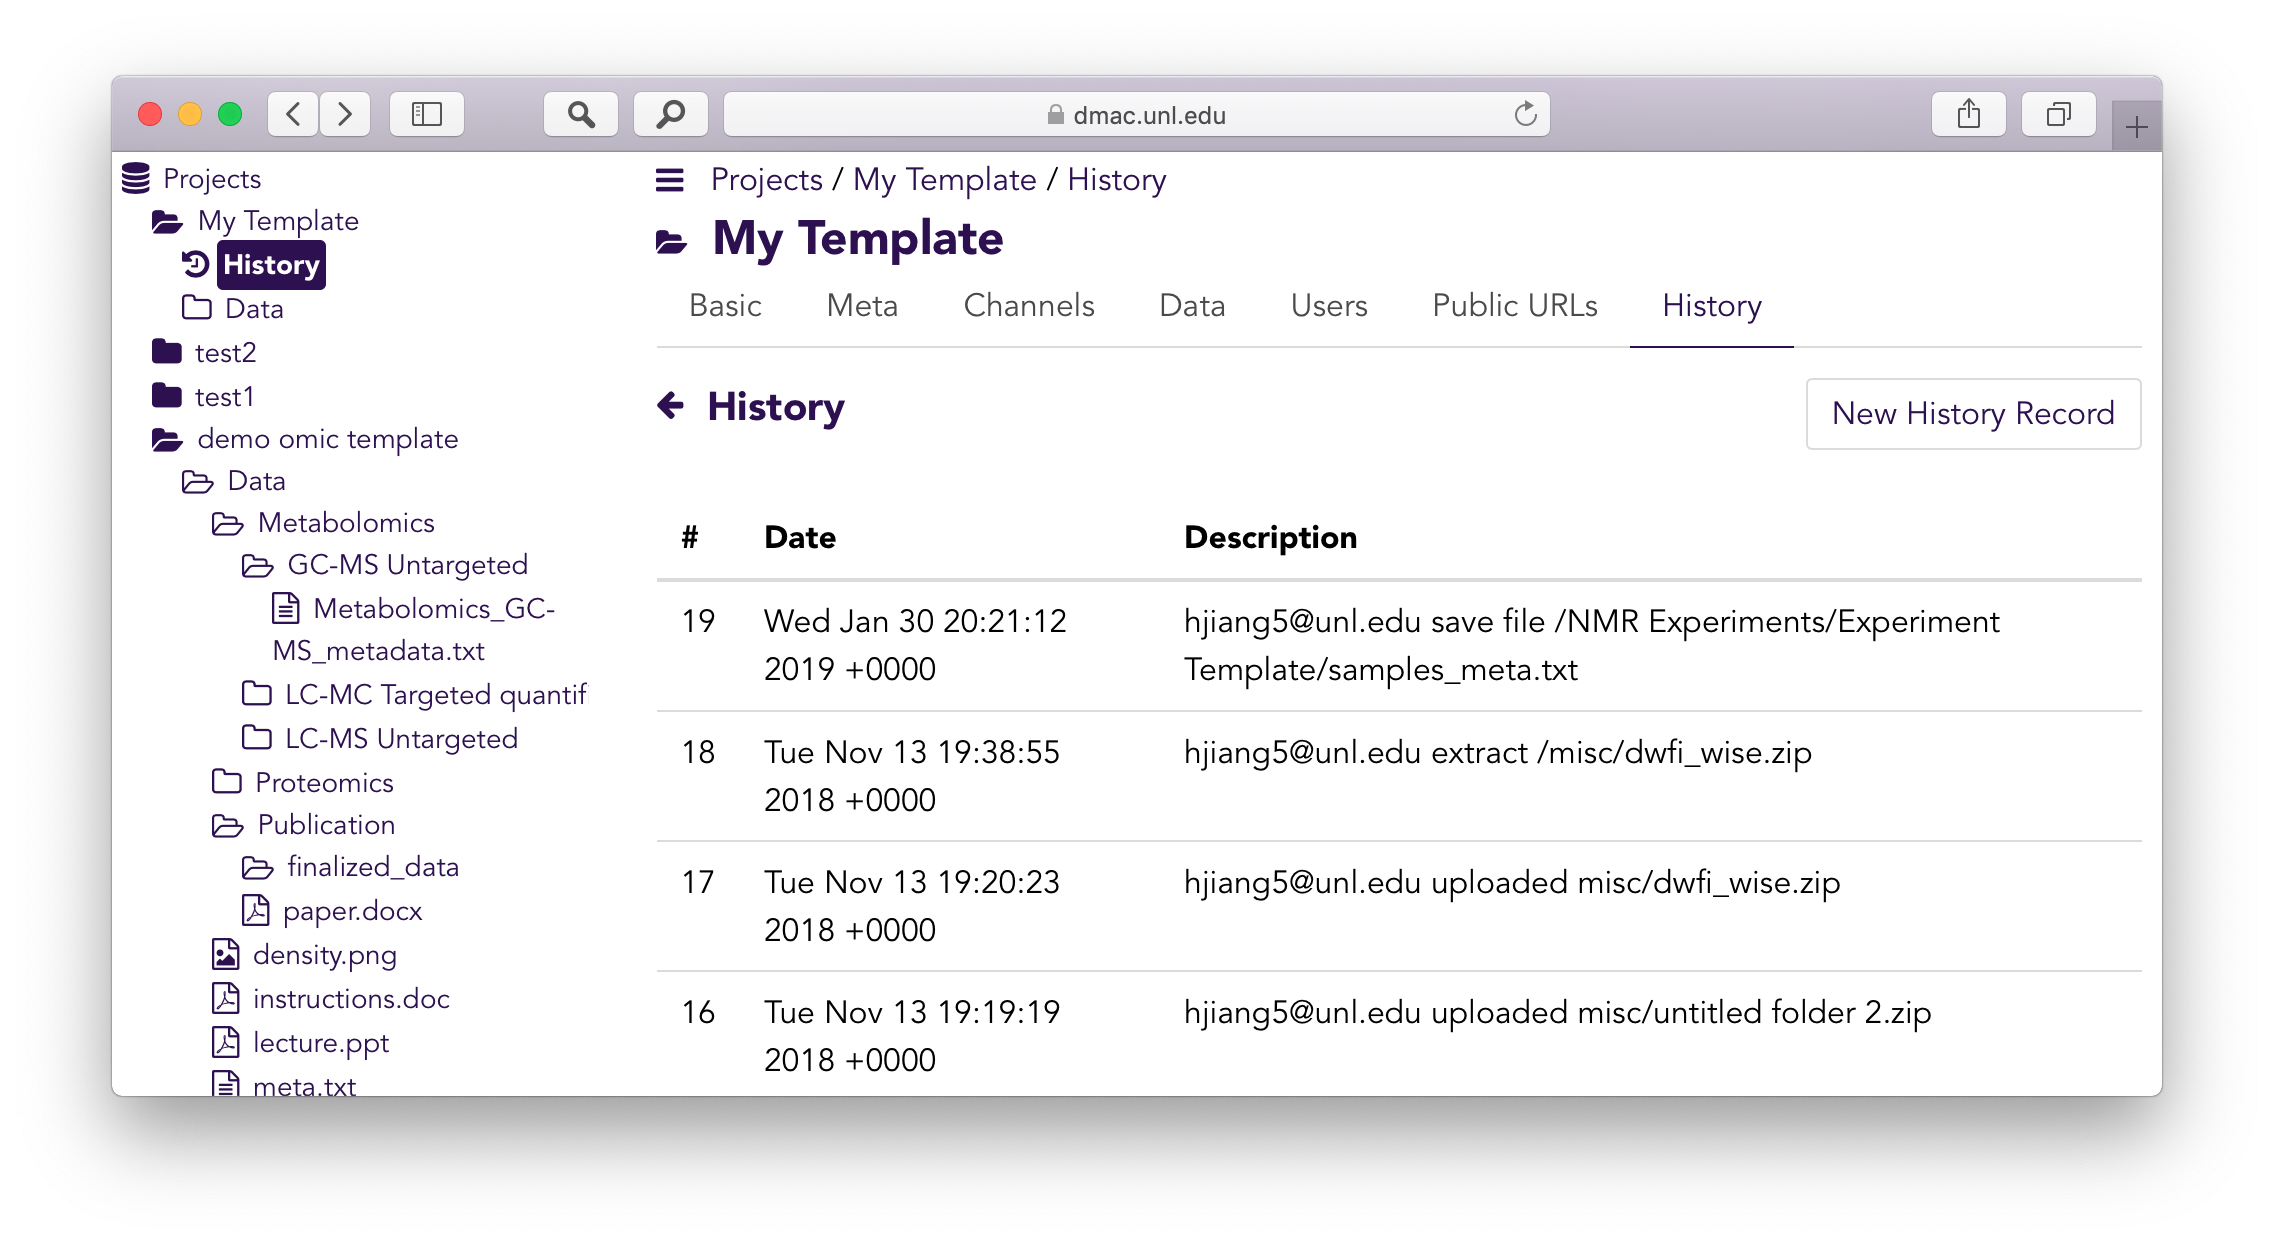 dmac.unl.edu
Projects
My Template
History
Data
test2
test1
demo omic template
Data
Metabolomics
GC-MS Untargeted
Metabolomics_GC-
MS_metadata.txt
LC-MC Targeted quantifi
LC-MS Untargeted
Proteomics
Publication
finalized_data
paper.docx
density.png
instructions.doc
lecture.ppt
meta.txt
Projects / My Template / History
My Template
Basic Meta Channels Data Users Public URLs History
History
New History Record
# Date Description
19 Wed Jan 30 20:21:12 hjiang5@unl.edu save file /NMR Experiments/Experiment
2019 +0000 Template/samples_meta.txt
18 Tue Nov 13 19:38:55 hjiang5@unl.edu extract /misc/dwfi_wise.zip
2018 +0000
17 Tue Nov 13 19:20:23 hjiang5@unl.edu uploaded misc/dwfi_wise.zip
2018 +0000
16 Tue Nov 13 19:19:19 hjiang5@unl.edu uploaded misc/untitled folder 2.zip
2018 +0000